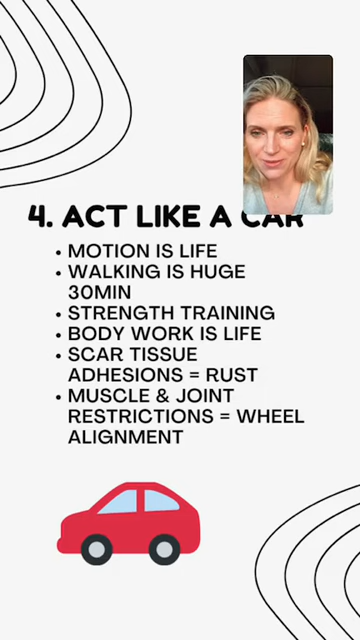 4. ACT LIKE A CAR
• MOTION IS LIFE
• WALKING IS HUGE
30MIN
• STRENGTH TRAINING
• BODY WORK IS LIFE
• SCAR TISSUE
ADHESIONS = RUST
• MUSCLE & JOINT
RESTRICTIONS = WHEEL
ALIGNMENT